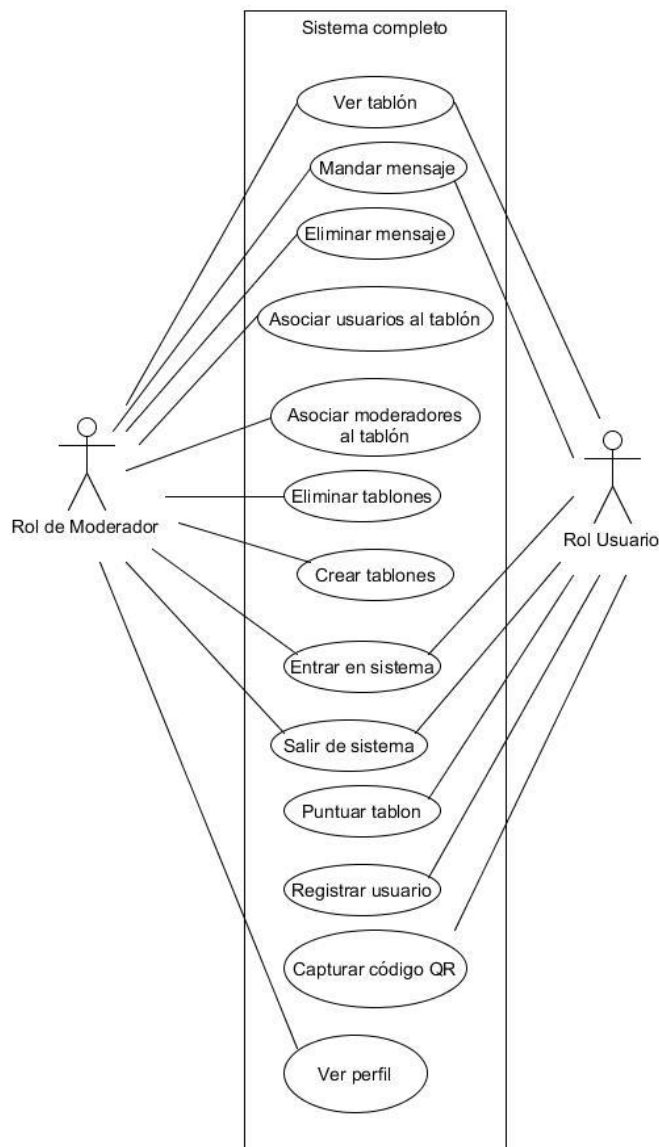 Sistema completo
Ver tablón
Mandar mensaje
Eliminar mensaje
Asociar usuarios al tablón
Asociar moderadores
al tablón
Eliminar tablones
Rol de Moderador
Rol Usuario
Crear tablones
Entrar en sistema
Salir de sistema
Puntuar tablon
Registrar usuario
Capturar código QR
Ver perfil